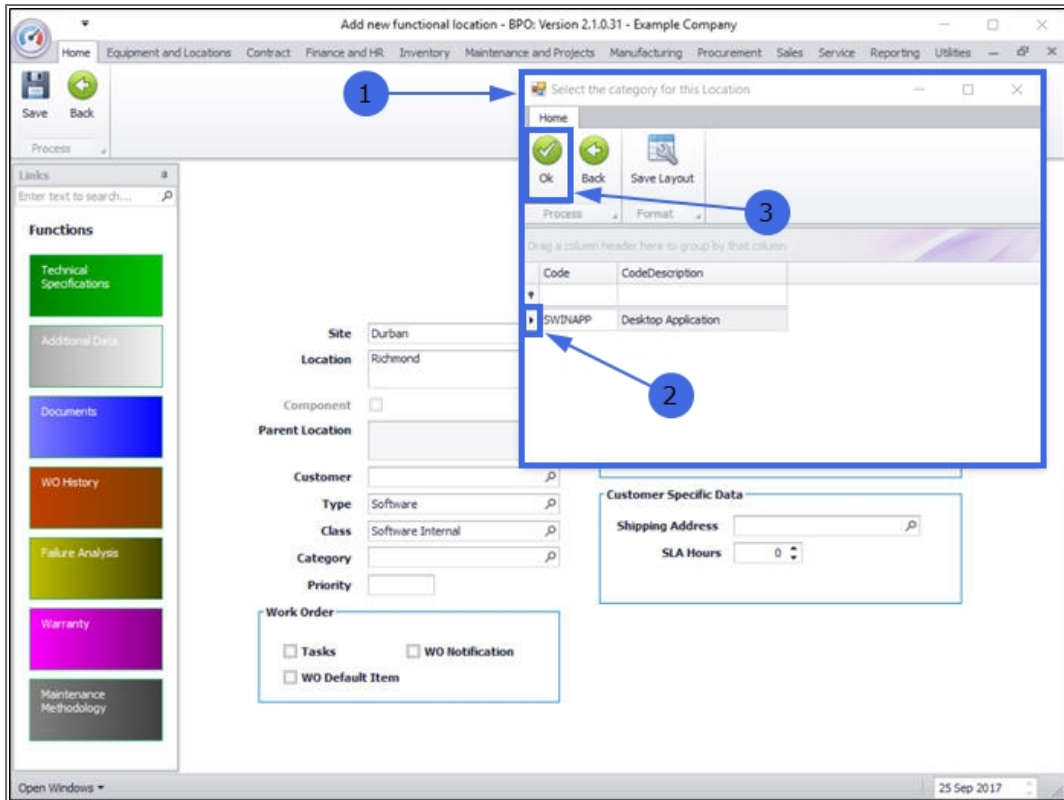 Add new functional location - BPO: Version 2.1.0.31 - Example Company
Home Equipment and Locations Contract Finance and HR Inventory Maintenance and Projects Manufacturing Procurement Sales Service Reporting Utilities
Save Back
Process
1
Select the category for this Location
Home
Ok Back Save Layout
Process Format
3
Drag a column header here to group by that column
Code CodeDescription
SWINAPP Desktop Application
2
Links
Enter text to search...
Functions
Technical
Specifications
Additional Data
Documents
WO History
Failure Analysis
Warranty
Maintenance
Methodology
Site Durban
Location Richmond
Component
Parent Location
Customer
Type Software
Class Software Internal
Category
Priority
Customer Specific Data
Shipping Address
SLA Hours 0
Work Order
Tasks WO Notification
WO Default Item
Open Windows 25 Sep 2017